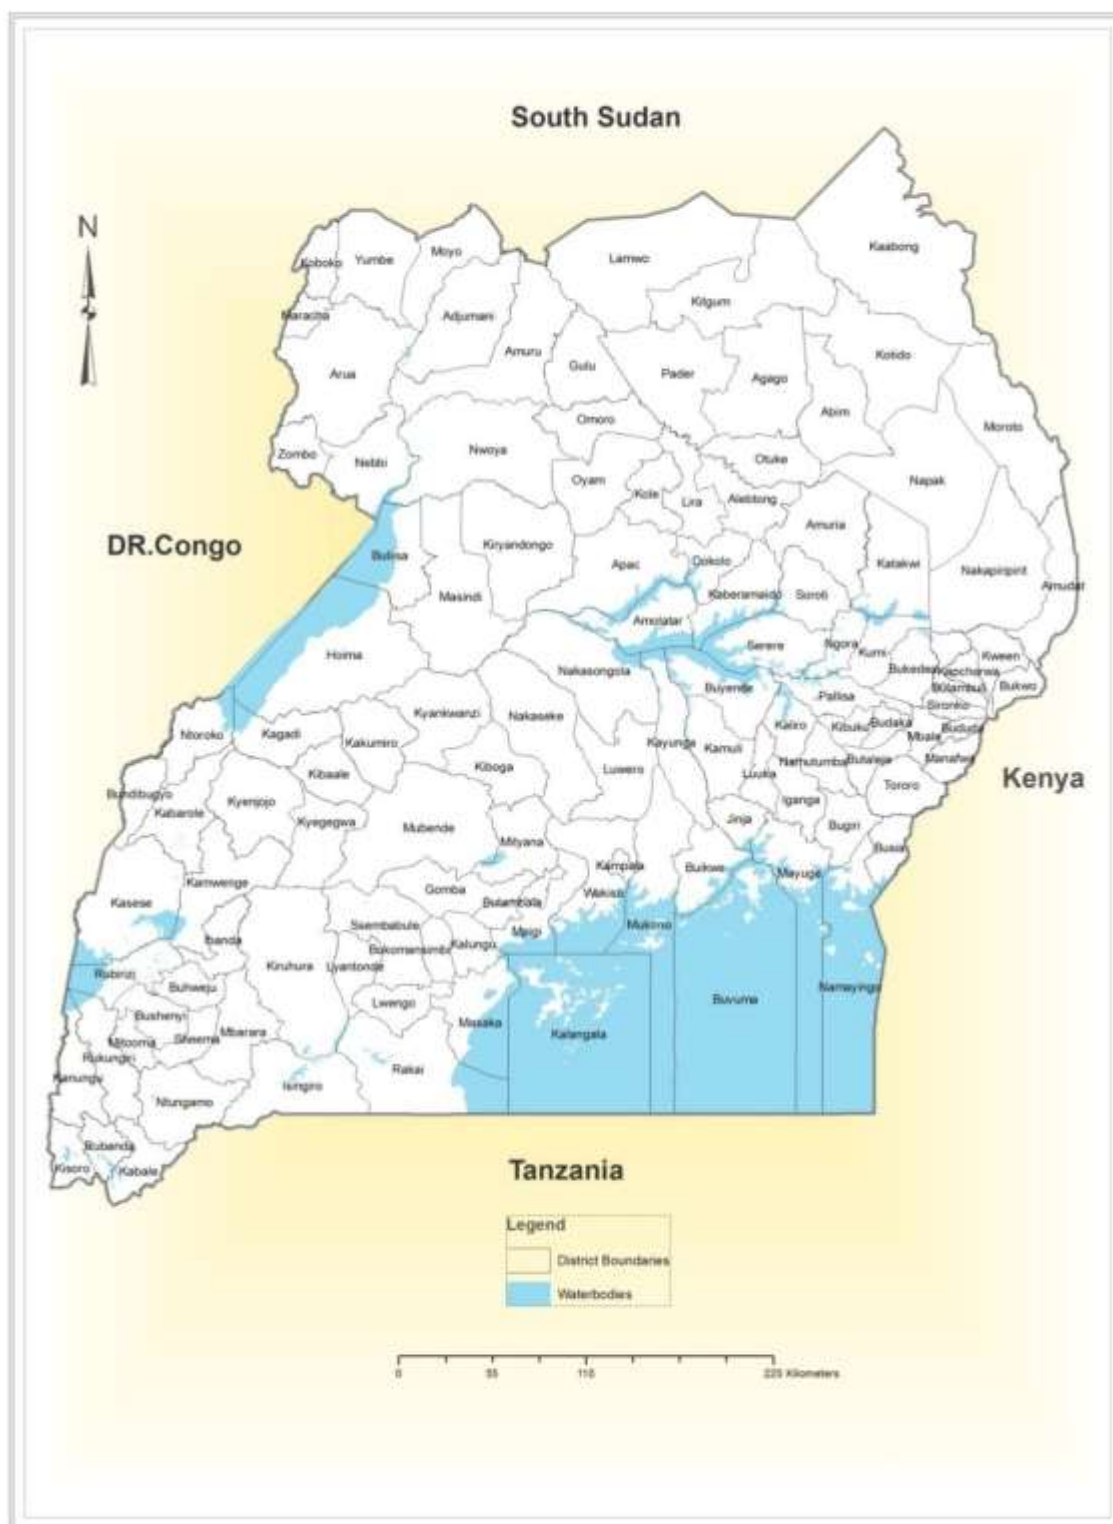 South Sudan
N
Kaabong
Koboko
Yumbe
Moyo
Lamwo
Kitgum
Maracha
Adjumani
Amuru
Gulu
Kotido
Arua
Pader
Agago
Abim
Moroto
Omoro
Zombo
Nebbi
Nwoya
Otuke
Oyam
Kole
Lira
Alebtong
Napak
Amuria
DR.Congo
Buliisa
Kiryandongo
Apac
Dokolo
Katakwi
Nakapiripirit
Amudat
Masindi
Kaberamaido
Soroti
Amolatar
Hoima
Serere
Ngora
Kumi
Bukedea
Kapchorwa
Kween
Nakasongola
Buyende
Pallisa
Bulambuli
Bukwo
Sironko
Ntoroko
Kagadi
Kakumiro
Kyankwanzi
Nakaseke
Kayunga
Kamuli
Kaliro
Kibuku
Budaka
Mbale
Bududa
Kibaale
Kiboga
Luwero
Luuka
Namutumba
Butaleja
Manafwa
Kenya
Bundibugyo
Kabarole
Kyenjojo
Kyegegwa
Mubende
Mityana
Jinja
Iganga
Bugiri
Tororo
Busia
Kasese
Kamwenge
Gomba
Kampala
Buikwe
Mayuge
Butambala
Wakiso
Ibanda
Ssembabule
Mpigi
Mukono
Rubirizi
Kiruhura
Lyantonde
Bukomansimbi
Kalungu
Buhweju
Lwengo
Buvuma
Namayingo
Bushenyi
Mitooma
Sheema
Mbarara
Masaka
Kalangala
Rukungiri
Kanungu
Isingiro
Rakai
Ntungamo
Rubanda
Kisoro
Kabale
Tanzania
Legend
District Boundaries
Waterbodies
0 55 110 225 Kilometers